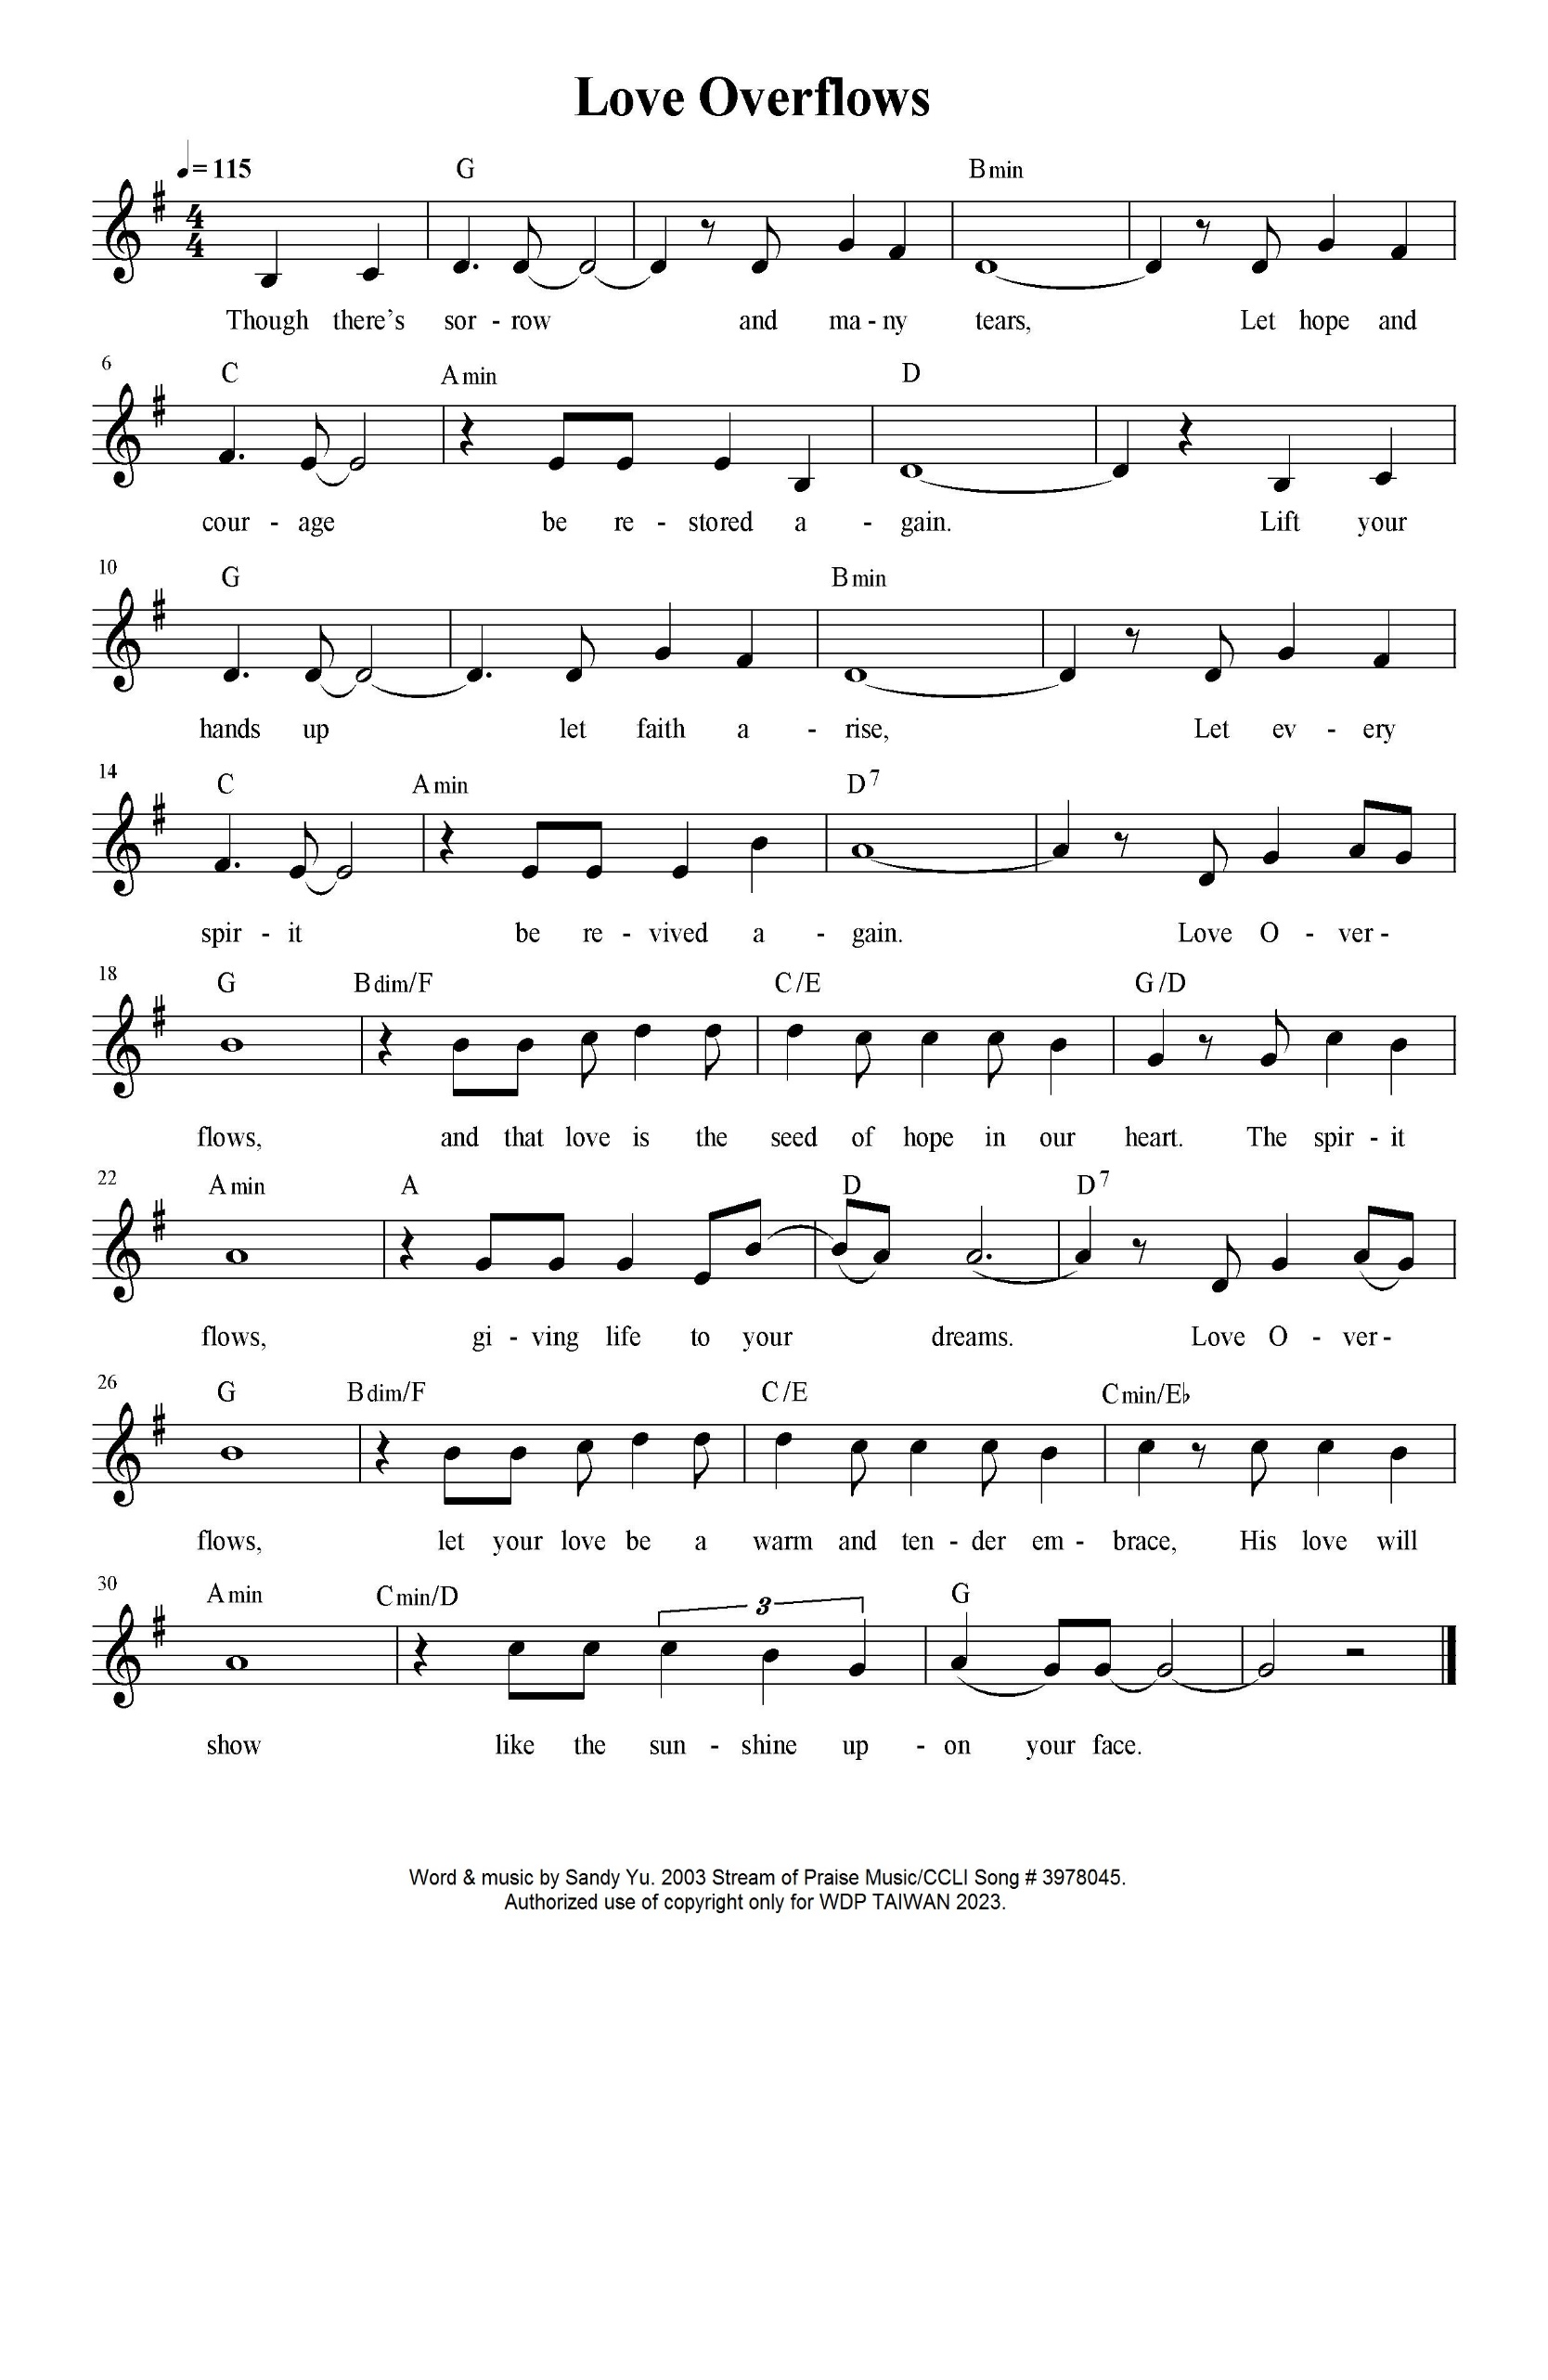 Love Overflows
♩= 115
G Bmin
Though there's sor - row and ma - ny tears, Let hope and
6
C Amin D
cour - age be re - stored a - gain. Lift your
10
G Bmin
hands up let faith a - rise, Let ev - ery
14
C Amin D7
spir - it be re - vived a - gain. Love O - ver -
18
G Bdim/F C/E G/D
flows, and that love is the seed of hope in our heart. The spir - it
22
Amin A D D7
flows, gi - ving life to your dreams. Love O - ver -
26
G Bdim/F C/E Cmin/E♭
flows, let your love be a warm and ten - der em - brace, His love will
30
Amin Cmin/D 3 G
show like the sun - shine up - on your face.
Word & music by Sandy Yu. 2003 Stream of Praise Music/CCLI Song # 3978045.
Authorized use of copyright only for WDP TAIWAN 2023.